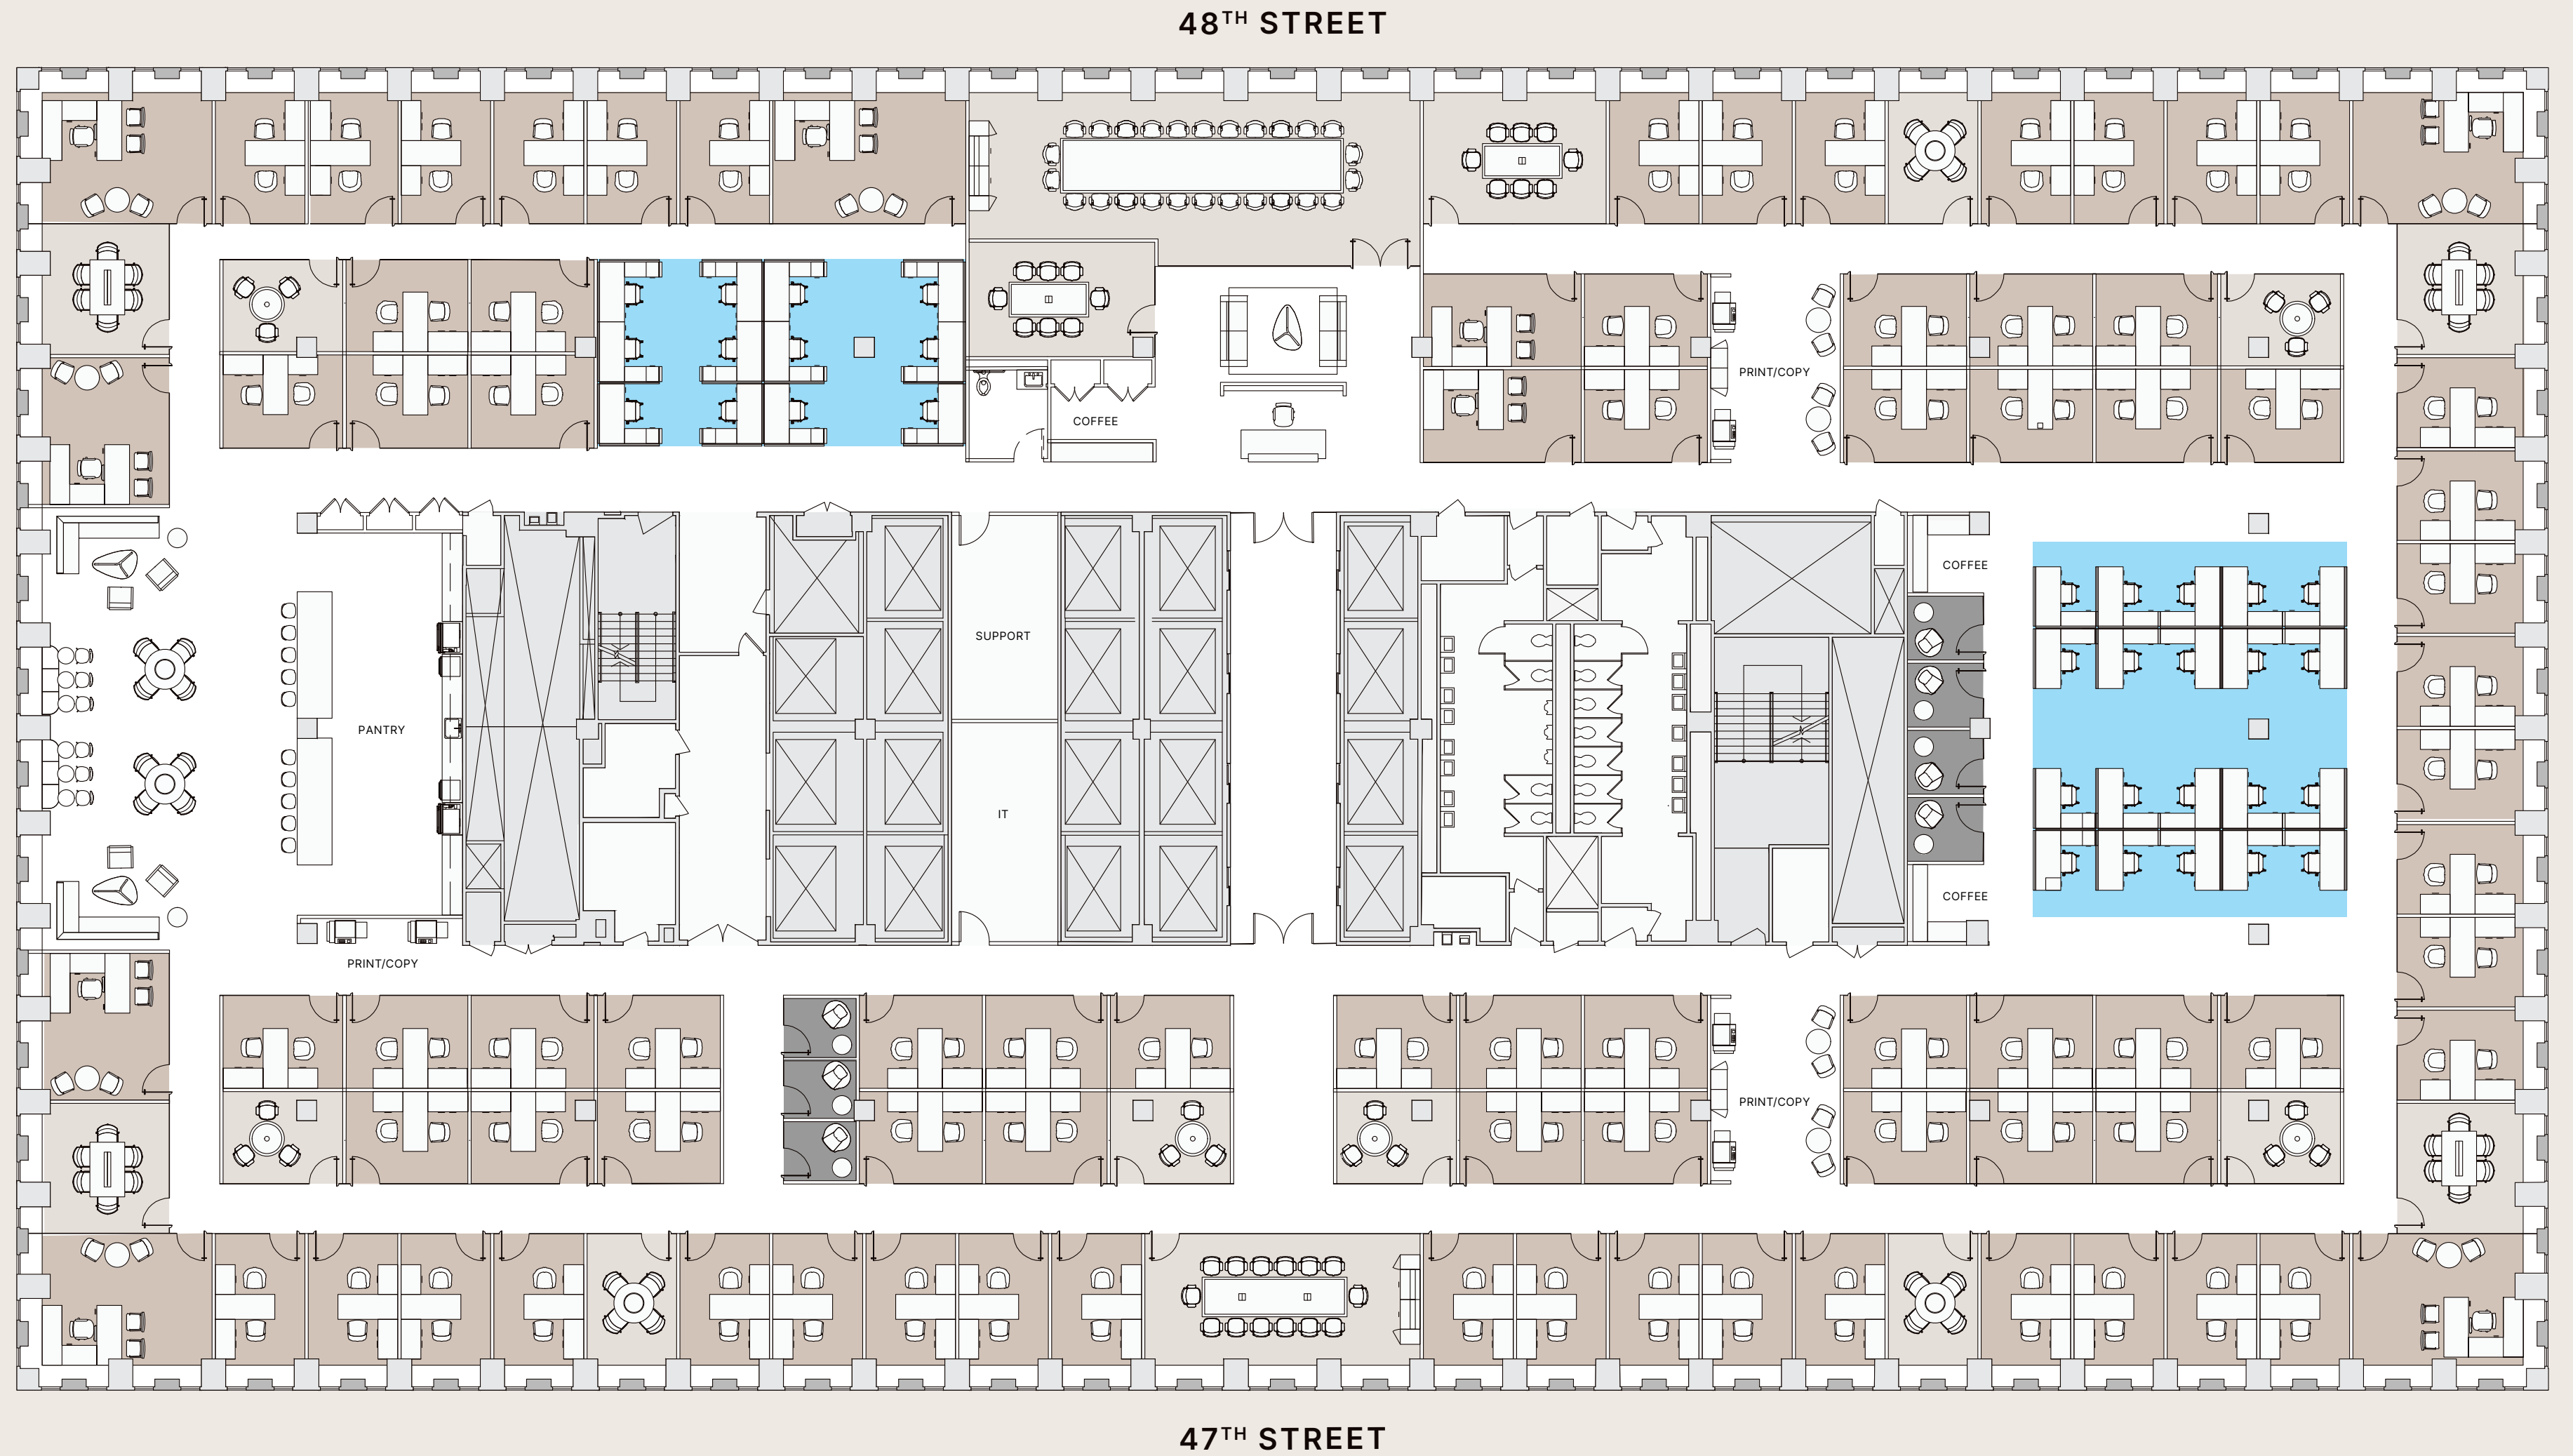 48TH STREET
PRINT/COPY
COFFEE
COFFEE
SUPPORT
PANTRY
IT
COFFEE
PRINT/COPY
PRINT/COPY
47TH STREET